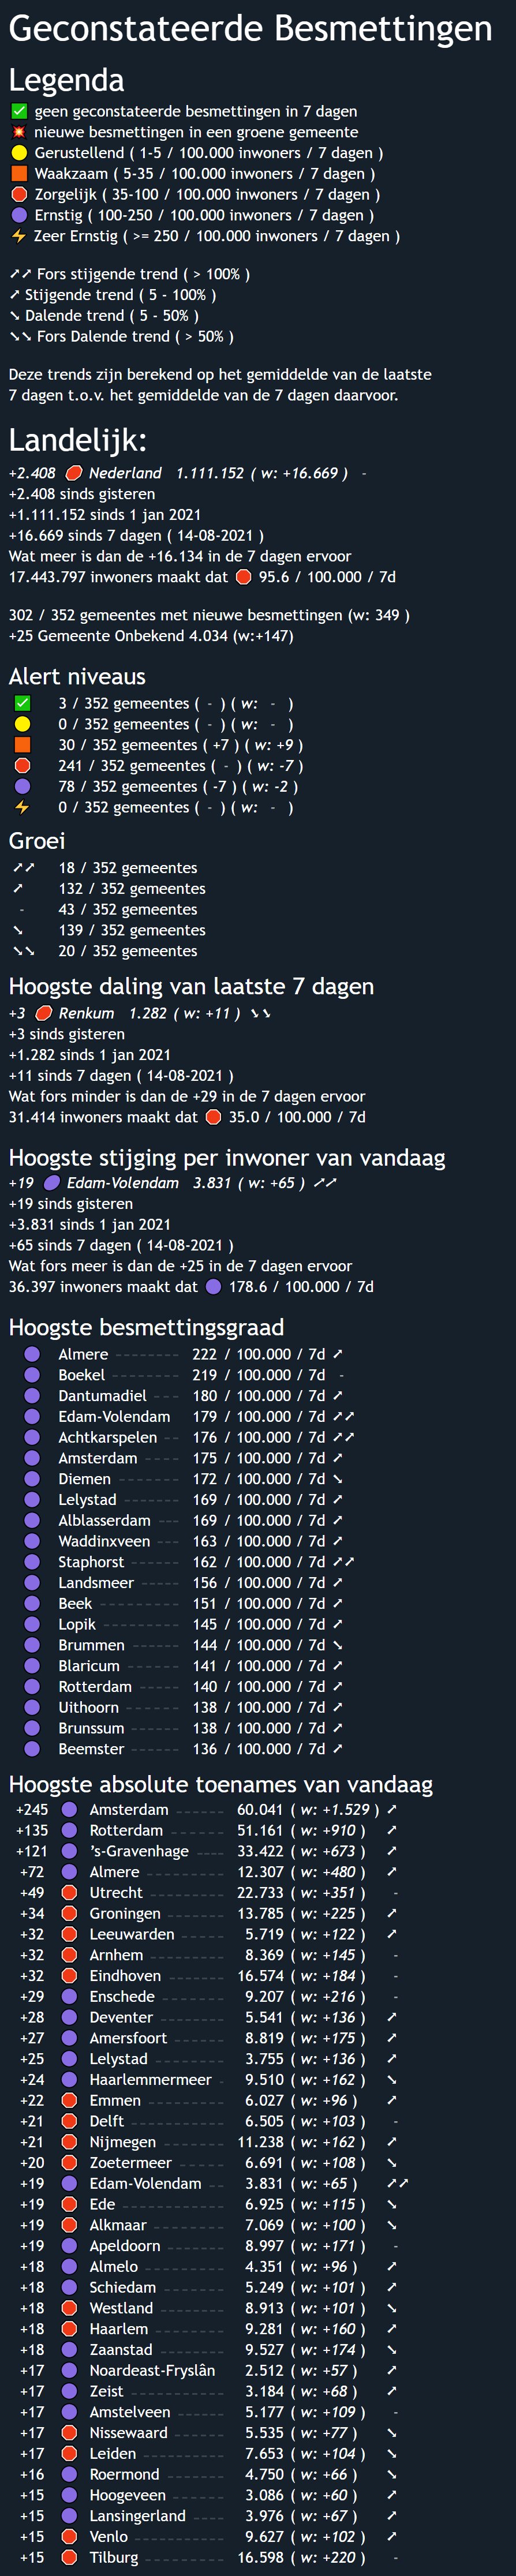 Geconstateerde Besmettingen
Legenda
✅ geen geconstateerde besmettingen in 7 dagen
💥 nieuwe besmettingen in een groene gemeente
🟡 Gerustellend ( 1-5 / 100.000 inwoners / 7 dagen )
🟧 Waakzaam ( 5-35 / 100.000 inwoners / 7 dagen )
🛑 Zorgelijk ( 35-100 / 100.000 inwoners / 7 dagen )
🟣 Ernstig ( 100-250 / 100.000 inwoners / 7 dagen )
⚡ Zeer Ernstig ( >= 250 / 100.000 inwoners / 7 dagen )
➚➚ Fors stijgende trend ( > 100% )
➚ Stijgende trend ( 5 - 100% )
➘ Dalende trend ( 5 - 50% )
➘➘ Fors Dalende trend ( > 50% )
Deze trends zijn berekend op het gemiddelde van de laatste
7 dagen t.o.v. het gemiddelde van de 7 dagen daarvoor.
Landelijk:
+2.408 🛑 Nederland 1.111.152 ( w: +16.669 ) -
+2.408 sinds gisteren
+1.111.152 sinds 1 jan 2021
+16.669 sinds 7 dagen ( 14-08-2021 )
Wat meer is dan de +16.134 in de 7 dagen ervoor
17.443.797 inwoners maakt dat 🛑 95.6 / 100.000 / 7d
302 / 352 gemeentes met nieuwe besmettingen (w: 349 )
+25 Gemeente Onbekend 4.034 (w:+147)
Alert niveaus
✅ 3 / 352 gemeentes ( - ) ( w: - )
🟡 0 / 352 gemeentes ( - ) ( w: - )
🟧 30 / 352 gemeentes ( +7 ) ( w: +9 )
🛑 241 / 352 gemeentes ( - ) ( w: -7 )
🟣 78 / 352 gemeentes ( -7 ) ( w: -2 )
⚡ 0 / 352 gemeentes ( - ) ( w: - )
Groei
➚➚ 18 / 352 gemeentes
➚ 132 / 352 gemeentes
- 43 / 352 gemeentes
➘ 139 / 352 gemeentes
➘➘ 20 / 352 gemeentes
Hoogste daling van laatste 7 dagen
+3 🛑 Renkum 1.282 ( w: +11 ) ➘➘
+3 sinds gisteren
+1.282 sinds 1 jan 2021
+11 sinds 7 dagen ( 14-08-2021 )
Wat fors minder is dan de +29 in de 7 dagen ervoor
31.414 inwoners maakt dat 🛑 35.0 / 100.000 / 7d
Hoogste stijging per inwoner van vandaag
+19 🟣 Edam-Volendam 3.831 ( w: +65 ) ➚➚
+19 sinds gisteren
+3.831 sinds 1 jan 2021
+65 sinds 7 dagen ( 14-08-2021 )
Wat fors meer is dan de +25 in de 7 dagen ervoor
36.397 inwoners maakt dat 🟣 178.6 / 100.000 / 7d
Hoogste besmettingsgraad
🟣 Almere -------- 222 / 100.000 / 7d ➚
🟣 Boekel -------- 219 / 100.000 / 7d -
🟣 Dantumadiel --- 180 / 100.000 / 7d ➚
🟣 Edam-Volendam 179 / 100.000 / 7d ➚➚
🟣 Achtkarspelen -- 176 / 100.000 / 7d ➚➚
🟣 Amsterdam ----- 175 / 100.000 / 7d ➚
🟣 Diemen ------- 172 / 100.000 / 7d ➘
🟣 Lelystad ------- 169 / 100.000 / 7d ➚
🟣 Alblasserdam --- 169 / 100.000 / 7d ➚
🟣 Waddinxveen --- 163 / 100.000 / 7d ➚
🟣 Staphorst ------ 162 / 100.000 / 7d ➚➚
🟣 Landsmeer ----- 156 / 100.000 / 7d ➚
🟣 Beek ---------- 151 / 100.000 / 7d ➚
🟣 Lopik --------- 145 / 100.000 / 7d ➚
🟣 Brummen ------ 144 / 100.000 / 7d ➘
🟣 Blaricum ------ 141 / 100.000 / 7d ➚
🟣 Rotterdam ----- 140 / 100.000 / 7d ➚
🟣 Uithoorn ------- 138 / 100.000 / 7d ➚
🟣 Brunssum ------ 138 / 100.000 / 7d ➚
🟣 Beemster ------ 136 / 100.000 / 7d ➚
Hoogste absolute toenames van vandaag
+245 🟣 Amsterdam ------ 60.041 ( w: +1.529 ) ➚
+135 🟣 Rotterdam ------ 51.161 ( w: +910 ) ➚
+121 🟣 's-Gravenhage ---- 33.422 ( w: +673 ) ➚
+72 🟣 Almere --------- 12.307 ( w: +480 ) ➚
+49 🛑 Utrecht --------- 22.733 ( w: +351 ) -
+34 🛑 Groningen ------- 13.785 ( w: +225 ) ➚
+32 🛑 Leeuwarden ----- 5.719 ( w: +122 ) ➚
+32 🛑 Arnhem -------- 8.369 ( w: +145 ) -
+32 🛑 Eindhoven ------- 16.574 ( w: +184 ) -
+29 🟣 Enschede ------- 9.207 ( w: +216 ) -
+28 🟣 Deventer ------- 5.541 ( w: +136 ) ➚
+27 🟣 Amersfoort ------ 8.819 ( w: +175 ) ➚
+25 🟣 Lelystad -------- 3.755 ( w: +136 ) ➚
+24 🟣 Haarlemmermeer - 9.510 ( w: +162 ) ➘
+22 🛑 Emmen --------- 6.027 ( w: +96 ) ➚
+21 🛑 Delft ----------- 6.505 ( w: +103 ) -
+21 🛑 Nijmegen ------- 11.238 ( w: +162 ) ➚
+20 🛑 Zoetermeer ----- 6.691 ( w: +108 ) ➘
+19 🟣 Edam-Volendam -- 3.831 ( w: +65 ) ➚➚
+19 🛑 Ede ------------ 6.925 ( w: +115 ) ➘
+19 🛑 Alkmaar -------- 7.069 ( w: +100 ) ➘
+19 🟣 Apeldoorn ------ 8.997 ( w: +171 ) -
+18 🟣 Almelo --------- 4.351 ( w: +96 ) ➚
+18 🟣 Schiedam ------- 5.249 ( w: +101 ) ➚
+18 🛑 Westland ------- 8.913 ( w: +101 ) ➘
+18 🛑 Haarlem -------- 9.281 ( w: +160 ) ➚
+18 🟣 Zaanstad ------- 9.527 ( w: +174 ) ➘
+17 🟣 Noardeast-Fryslân 2.512 ( w: +57 ) ➚
+17 🟣 Zeist ----------- 3.184 ( w: +68 ) ➚
+17 🟣 Amstelveen ----- 5.177 ( w: +109 ) -
+17 🛑 Nissewaard ------ 5.535 ( w: +77 ) ➘
+17 🛑 Leiden --------- 7.653 ( w: +104 ) ➘
+16 🟣 Roermond ------ 4.750 ( w: +66 ) ➘
+15 🟣 Hoogeveen ------ 3.086 ( w: +60 ) ➚
+15 🟣 Lansingerland ---- 3.976 ( w: +67 ) ➚
+15 🛑 Venlo ---------- 9.627 ( w: +102 ) ➚
+15 🛑 Tilburg --------- 16.598 ( w: +220 ) -